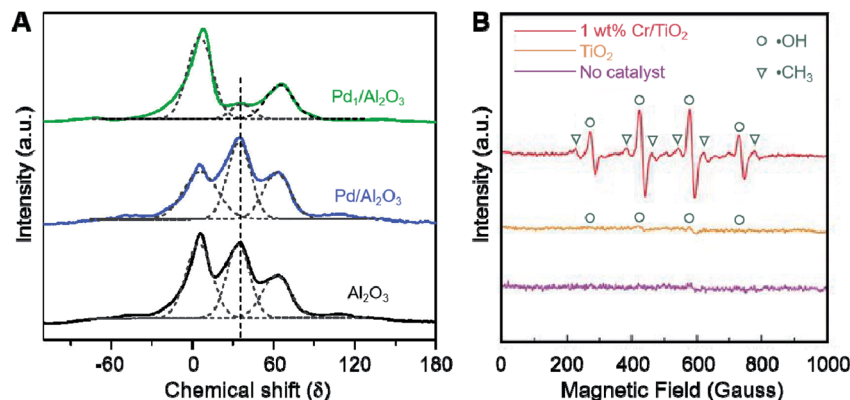 A
Intensity (a.u.)
Pd₁/Al₂O₃
Pd/Al₂O₃
Al₂O₃
-60 0 60 120 180
Chemical shift (δ)
B
Intensity (a.u.)
1 wt% Cr/TiO₂
TiO₂
No catalyst
•OH
•CH₃
0 200 400 600 800 1000
Magnetic Field (Gauss)